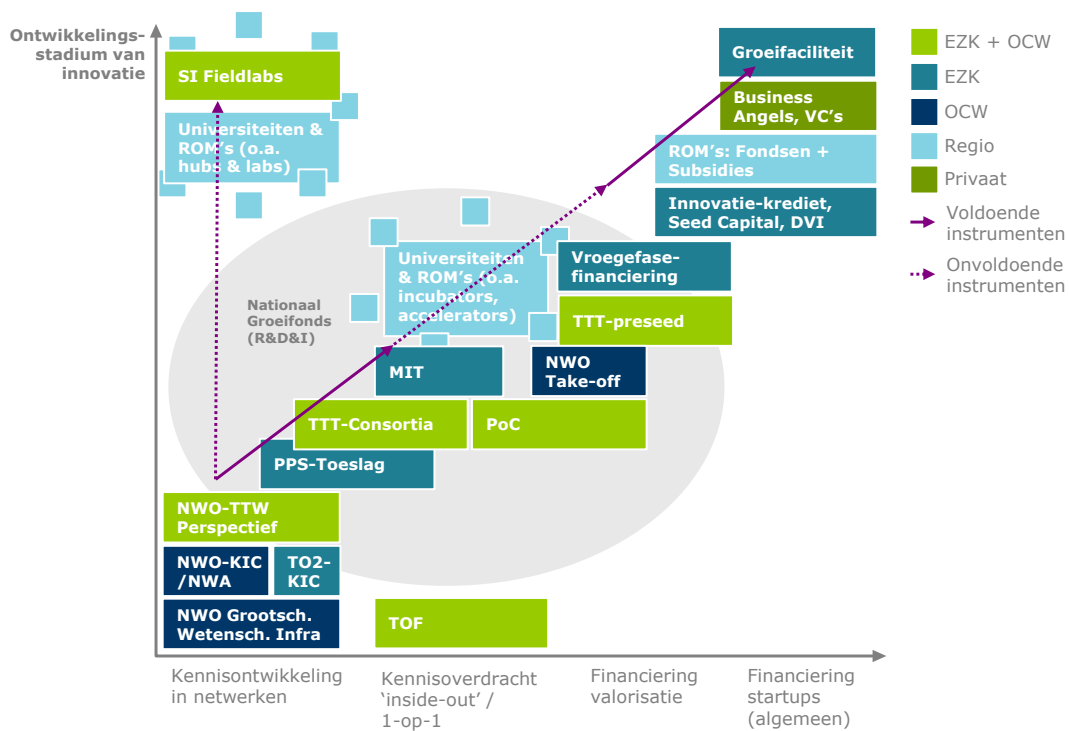 Ontwikkelings-
stadium van
innovatie
SI Fieldlabs
Universiteiten &
ROM's (o.a.
hubs & labs)
Groeifaciliteit
Business
Angels, VC's
ROM's: Fondsen +
Subsidies
Innovatie-krediet,
Seed Capital, DVI
Universiteiten
& ROM's (o.a.
incubators,
accelerators)
Vroegefase-
financiering
TTT-preseed
Nationaal
Groeifonds
(R&D&I)
MIT
NWO
Take-off
TTT-Consortia
PoC
PPS-Toeslag
NWO-TTW
Perspectief
NWO-KIC
/NWA
TO2-
KIC
NWO Grootsch.
Wetensch. Infra
TOF
Kennisontwikkeling
in netwerken
Kennisoverdracht
‘inside-out’ /
1-op-1
Financiering
valorisatie
Financiering
startups
(algemeen)
EZK + OCW
EZK
OCW
Regio
Privaat
Voldoende
instrumenten
Onvoldoende
instrumenten